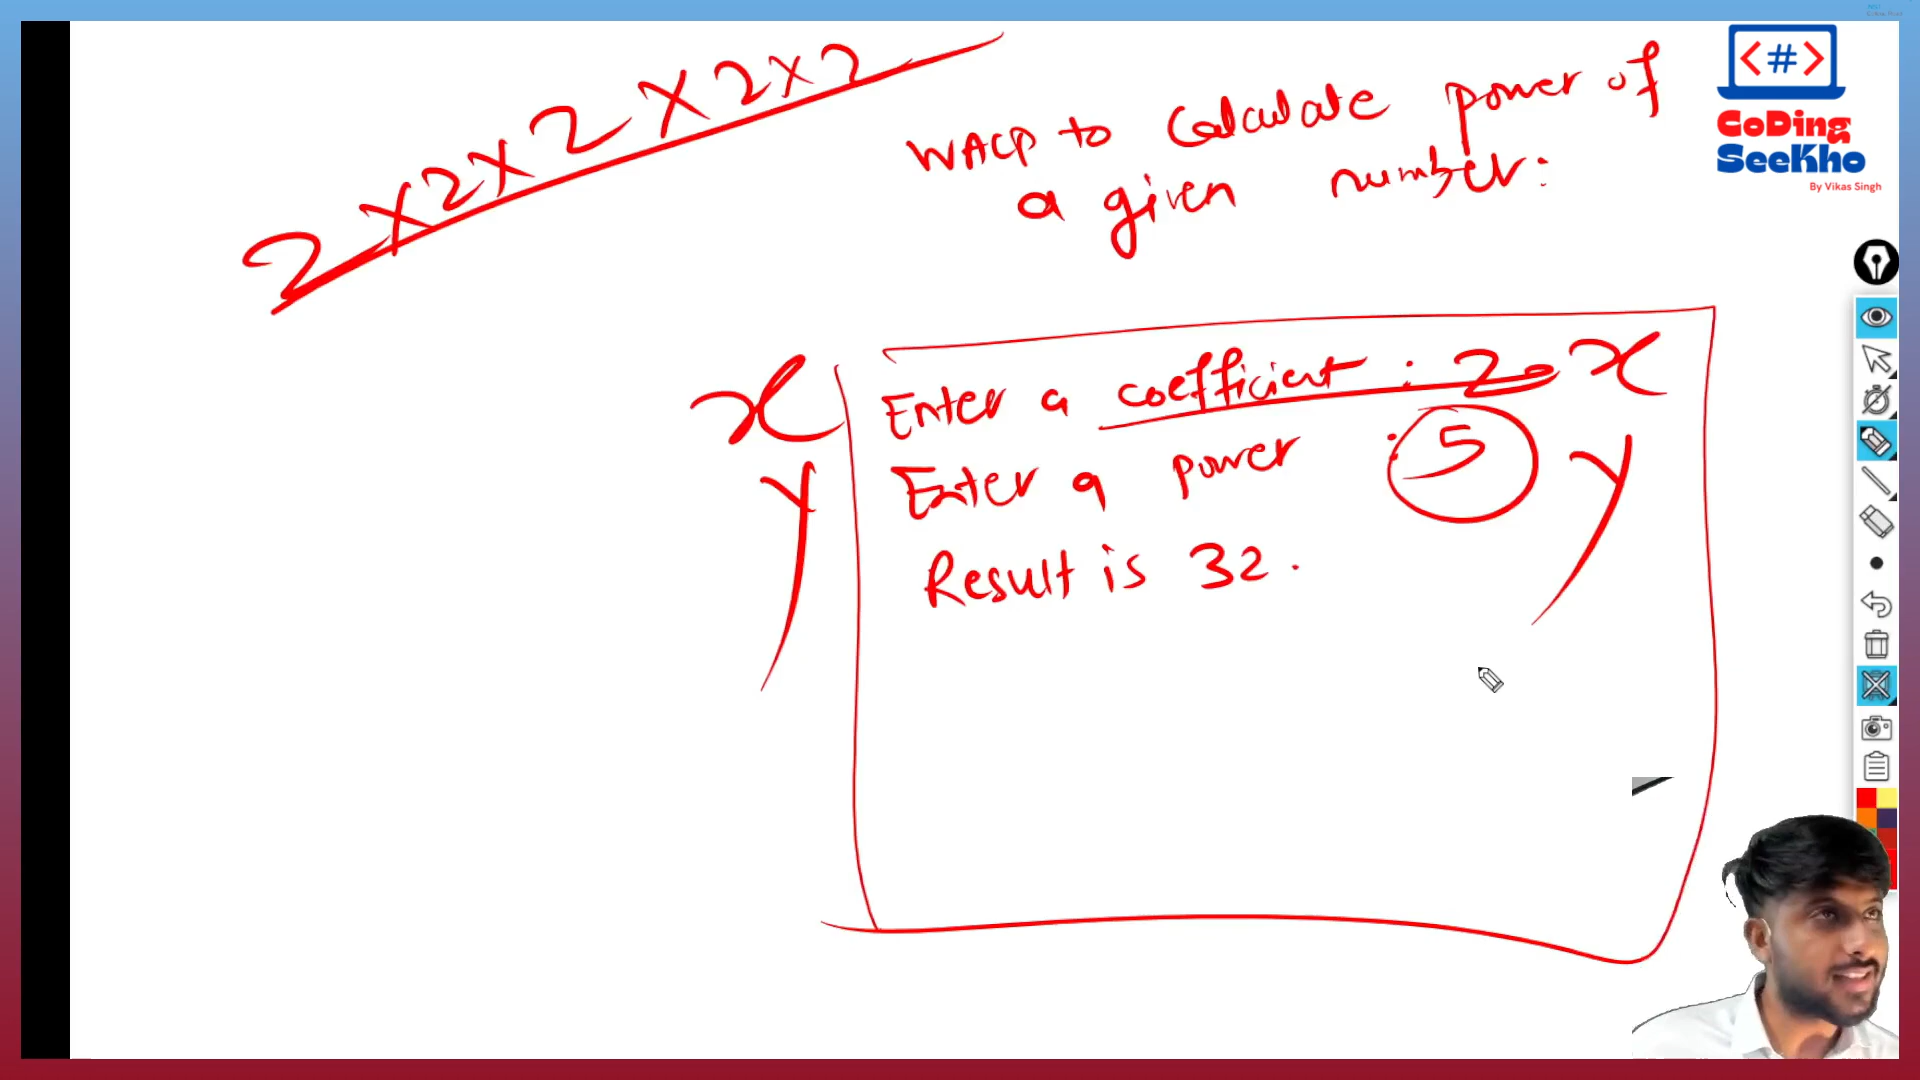 2x2x2x2x2
WACP to Calculate power of
a given number:
<#>
CoDing
SeeKho
By Vikas Singh
x
Enter a coefficient : 2 x
y
Enter a power : 5 y
Result is 32.